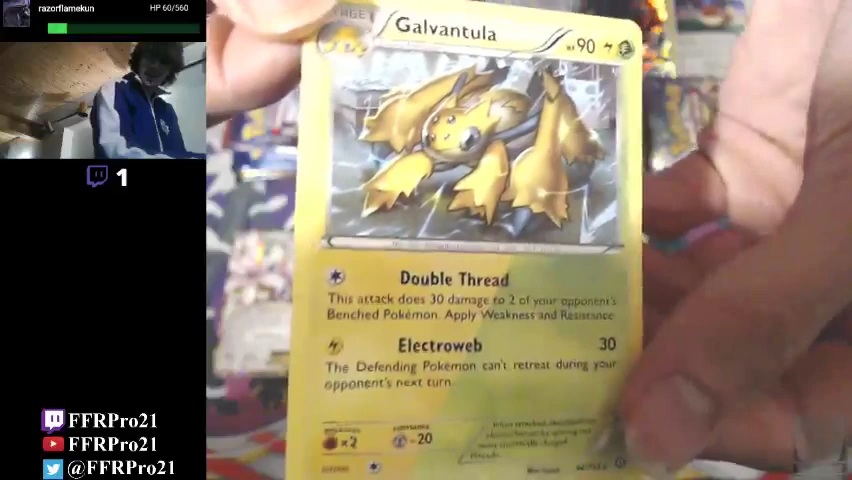 razorflamekun
HP 60/560
1
FFRPro21
FFRPro21
@FFRPro21
STAGE
Galvantula
HP 90
Double Thread
This attack does 30 damage to 2 of your opponent's
Benched Pokémon. Apply Weakness and Resistance
Electroweb 30
The Defending Pokémon can't retreat during your
opponent's next turn.
×2
-20